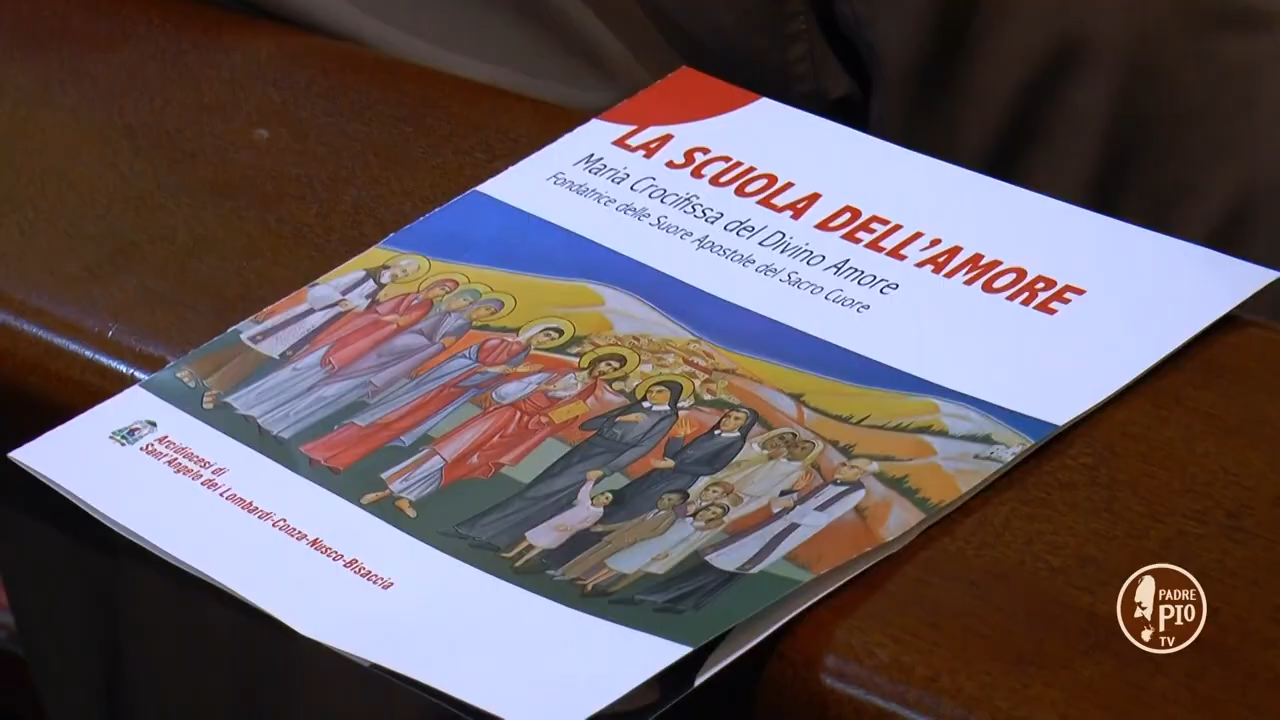 LA SCUOLA DELL'AMORE
Maria Crocifissa del Divino Amore
Fondatrice delle Suore Apostole del Sacro Cuore
Arcidiocesi di
Sant'Angelo dei Lombardi-Conza-Nusco-Bisaccia
PADRE
PIO
TV